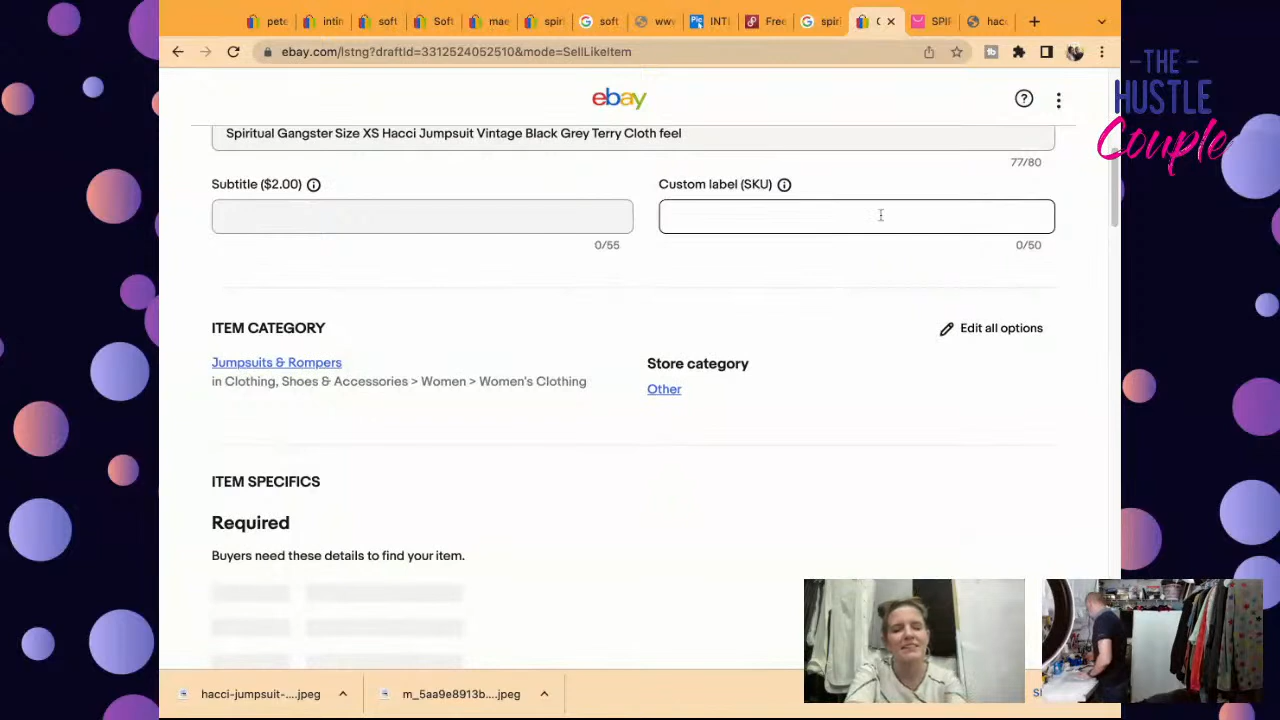 pete
intin
soft
Soft
mae
spiri
soft
www
INTI
Free
spiri
SPIR
hacc
ebay.com/lstng?draftId=3312524052510&mode=SellLikeItem
-THE-
HUSTLE
Couple
ebay
Spiritual Gangster Size XS Hacci Jumpsuit Vintage Black Grey Terry Cloth feel
77/80
Subtitle ($2.00)
Custom label (SKU)
0/55
0/50
ITEM CATEGORY
Edit all options
Jumpsuits & Rompers
in Clothing, Shoes & Accessories > Women > Women's Clothing
Store category
Other
ITEM SPECIFICS
Required
Buyers need these details to find your item.
hacci-jumpsuit-....jpeg
m_5aa9e8913b....jpeg